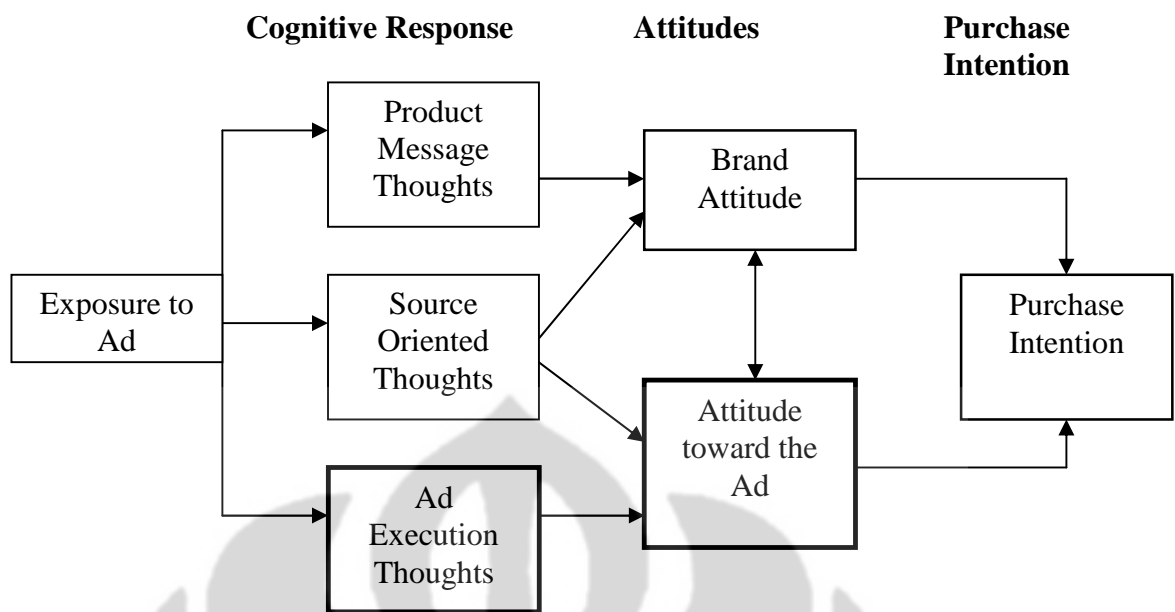 Cognitive Response
Attitudes
Purchase
Intention
Product
Message
Thoughts
Brand
Attitude
Exposure to
Ad
Source
Oriented
Thoughts
Purchase
Intention
Attitude
toward the
Ad
Ad
Execution
Thoughts